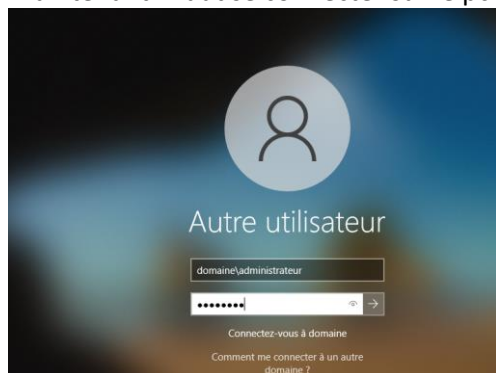 Autre utilisateur
domaine\administrateur
••••••••
Connectez-vous à domaine
Comment me connecter à un autre
domaine ?